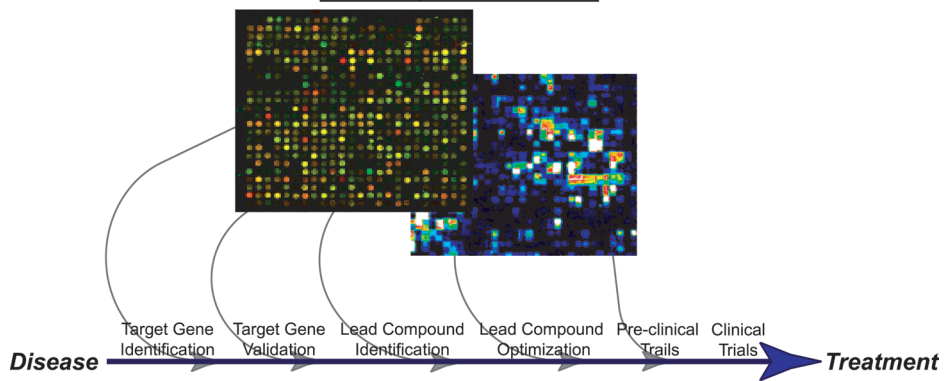 Target Gene
Identification
Target Gene
Validation
Lead Compound
Identification
Lead Compound
Optimization
Pre-clinical
Trails
Clinical
Trials
Disease
Treatment